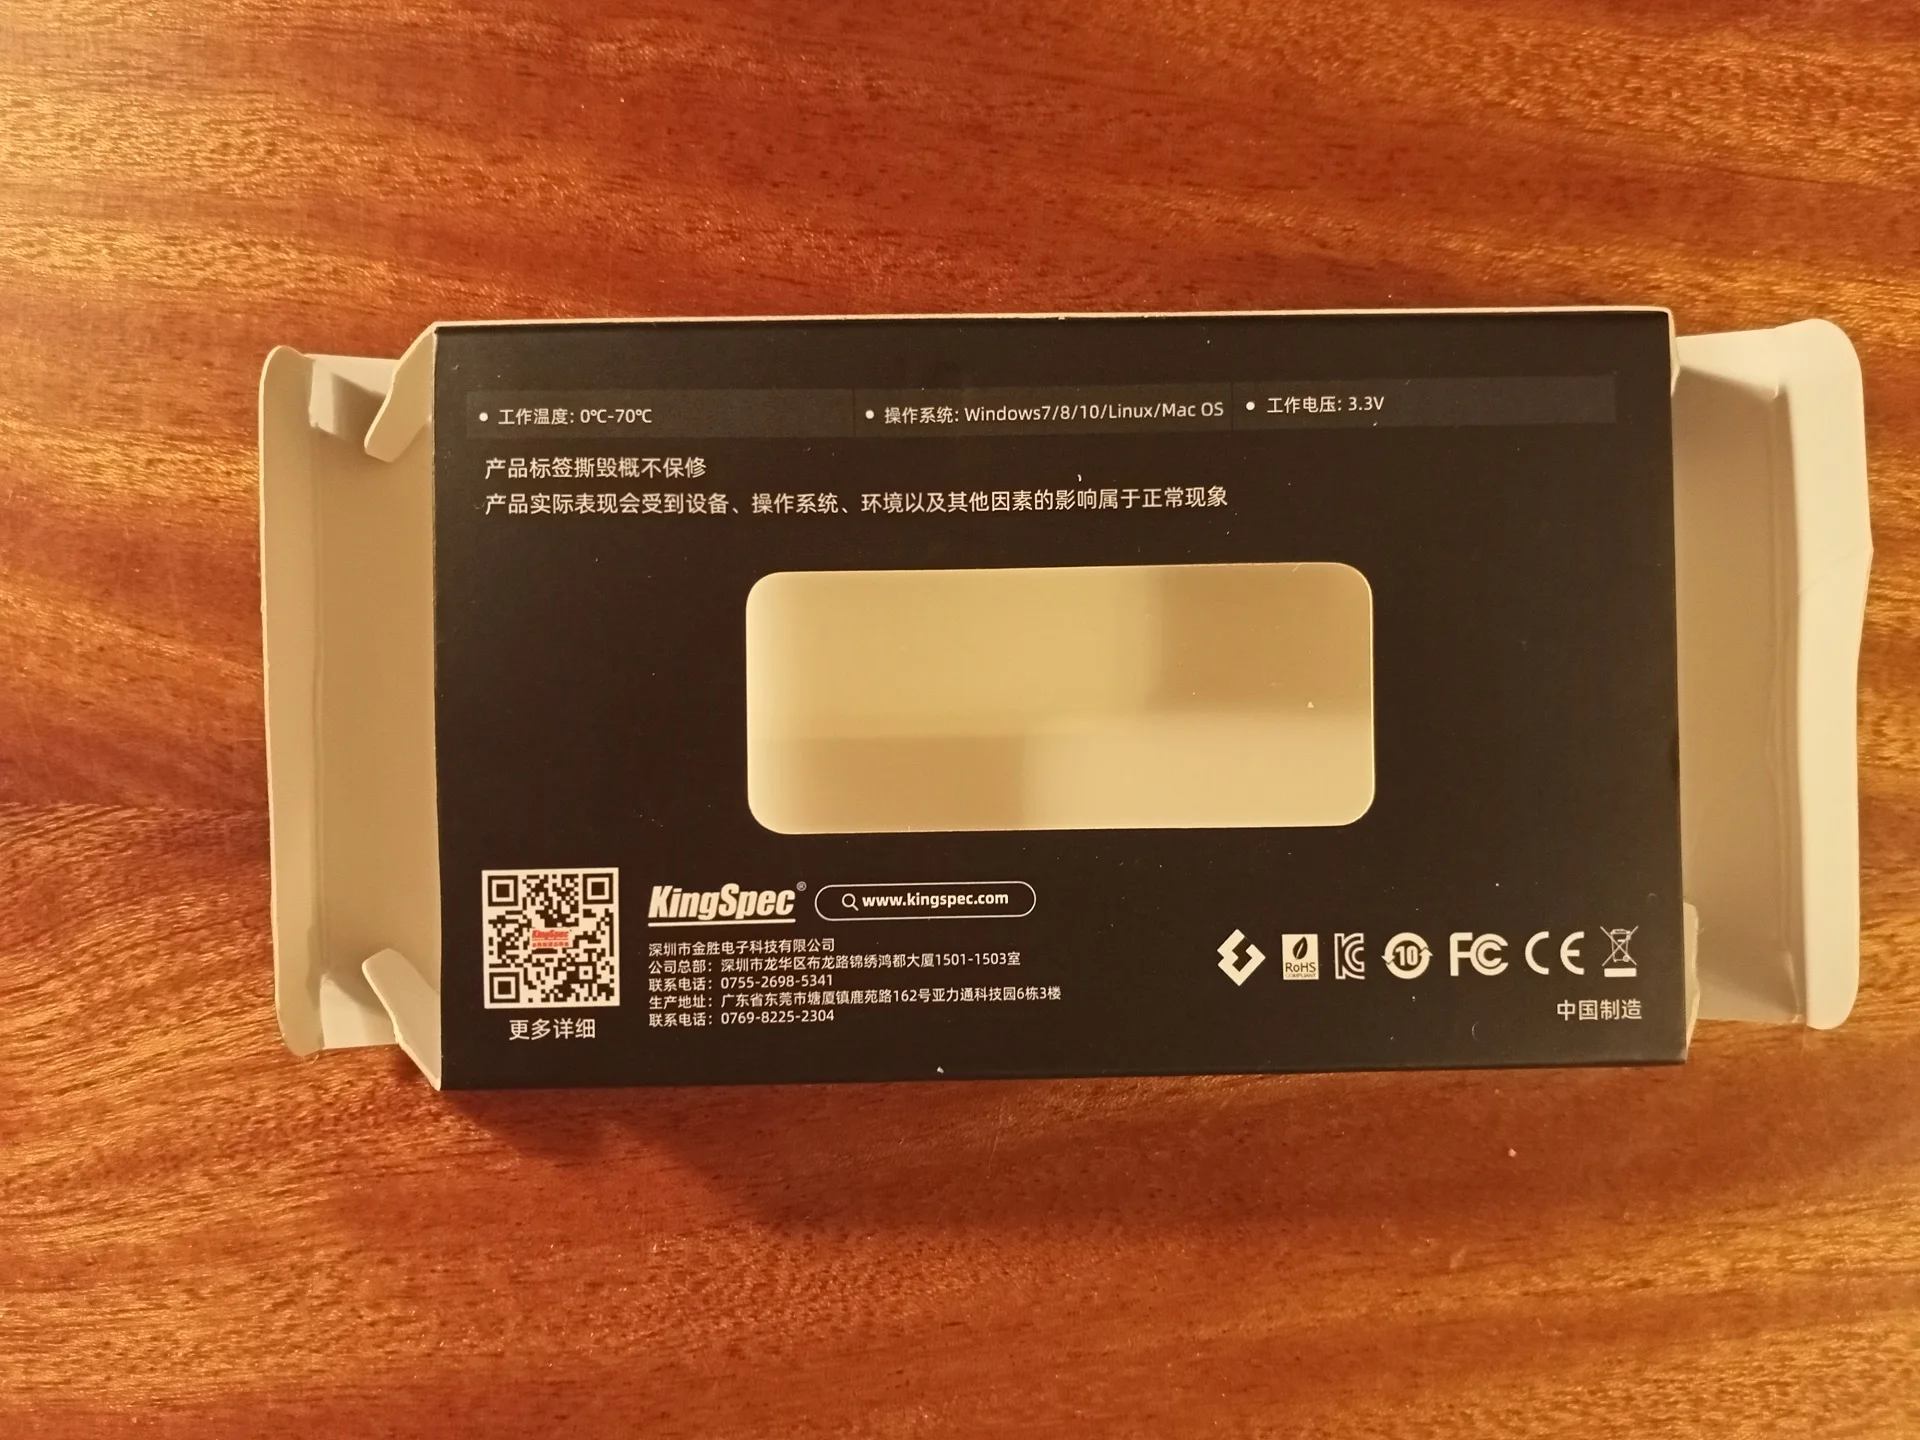 • 工作温度: 0℃-70℃
• 操作系统: Windows7/8/10/Linux/Mac OS
• 工作电压: 3.3V
产品标签撕毁概不保修
产品实际表现会受到设备、操作系统、环境以及其他因素的影响属于正常现象
KingSpec
更多详细
KingSpec®
www.kingspec.com
深圳市金胜电子科技有限公司
公司总部：深圳市龙华区布龙路锦绣鸿都大厦1501-1503室
联系电话：0755-2698-5341
生产地址：广东省东莞市塘厦镇鹿苑路162号亚力通科技园6栋3楼
联系电话：0769-8225-2304
RoHS
COMPLIANT
10
FC
CE
中国制造